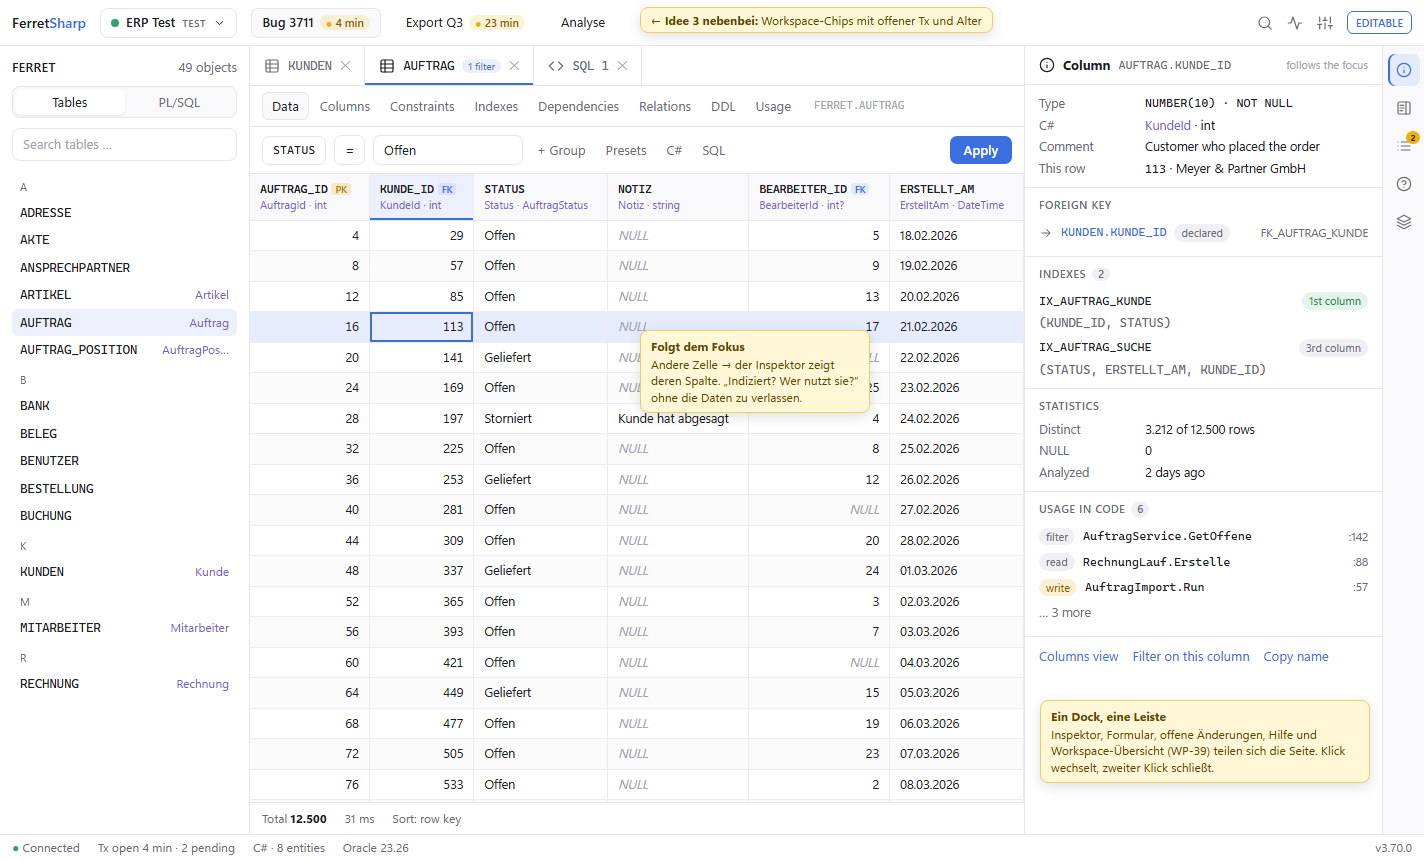 FerretSharp
ERP Test TEST
Bug 3711 4 min
Export Q3 23 min
Analyse
← Idee 3 nebenbei: Workspace-Chips mit offener Tx und Alter
EDITABLE
FERRET 49 objects
Tables PL/SQL
Search tables ...
A
ADRESSE
AKTE
ANSPRECHPARTNER
ARTIKEL Artikel
AUFTRAG Auftrag
AUFTRAG_POSITION AuftragPos...
B
BANK
BELEG
BENUTZER
BESTELLUNG
BUCHUNG
K
KUNDEN Kunde
M
MITARBEITER Mitarbeiter
R
RECHNUNG Rechnung
KUNDEN AUFTRAG 1 filter SQL 1
Data Columns Constraints Indexes Dependencies Relations DDL Usage FERRET.AUFTRAG
STATUS = Offen + Group Presets C# SQL Apply
AUFTRAG_ID PK KUNDE_ID FK STATUS NOTIZ BEARBEITER_ID FK ERSTELLT_AM
AuftragId · int KundeId · int Status · AuftragStatus Notiz · string BearbeiterId · int? ErstelltAm · DateTime
4 29 Offen NULL 5 18.02.2026
8 57 Offen NULL 9 19.02.2026
12 85 Offen NULL 13 20.02.2026
16 113 Offen NULL 17 21.02.2026
20 141 Geliefert 22.02.2026
24 169 Offen 23.02.2026
28 197 Storniert Kunde hat abgesagt 4 24.02.2026
32 225 Offen NULL 8 25.02.2026
36 253 Geliefert NULL 12 26.02.2026
40 281 Offen NULL NULL 27.02.2026
44 309 Offen NULL 20 28.02.2026
48 337 Geliefert NULL 24 01.03.2026
52 365 Offen NULL 3 02.03.2026
56 393 Offen NULL 7 03.03.2026
60 421 Offen NULL NULL 04.03.2026
64 449 Geliefert NULL 15 05.03.2026
68 477 Offen NULL 19 06.03.2026
72 505 Offen NULL 23 07.03.2026
76 533 Offen NULL 2 08.03.2026
Folgt dem Fokus
Andere Zelle → der Inspektor zeigt
deren Spalte. „Indiziert? Wer nutzt sie?“
ohne die Daten zu verlassen.
Total 12.500 31 ms Sort: row key
Column AUFTRAG.KUNDE_ID follows the focus
Type NUMBER(10) · NOT NULL
C# KundeId · int
Comment Customer who placed the order
This row 113 · Meyer & Partner GmbH
FOREIGN KEY
→ KUNDEN.KUNDE_ID declared FK_AUFTRAG_KUNDE
INDEXES 2
IX_AUFTRAG_KUNDE 1st column
(KUNDE_ID, STATUS)
IX_AUFTRAG_SUCHE 3rd column
(STATUS, ERSTELLT_AM, KUNDE_ID)
STATISTICS
Distinct 3.212 of 12.500 rows
NULL 0
Analyzed 2 days ago
USAGE IN CODE 6
filter AuftragService.GetOffene :142
read RechnungLauf.Erstelle :88
write AuftragImport.Run :57
... 3 more
Columns view Filter on this column Copy name
Ein Dock, eine Leiste
Inspektor, Formular, offene Änderungen, Hilfe und
Workspace-Übersicht (WP-39) teilen sich die Seite. Klick
wechselt, zweiter Klick schließt.
2
Connected Tx open 4 min · 2 pending C# · 8 entities Oracle 23.26 v3.70.0